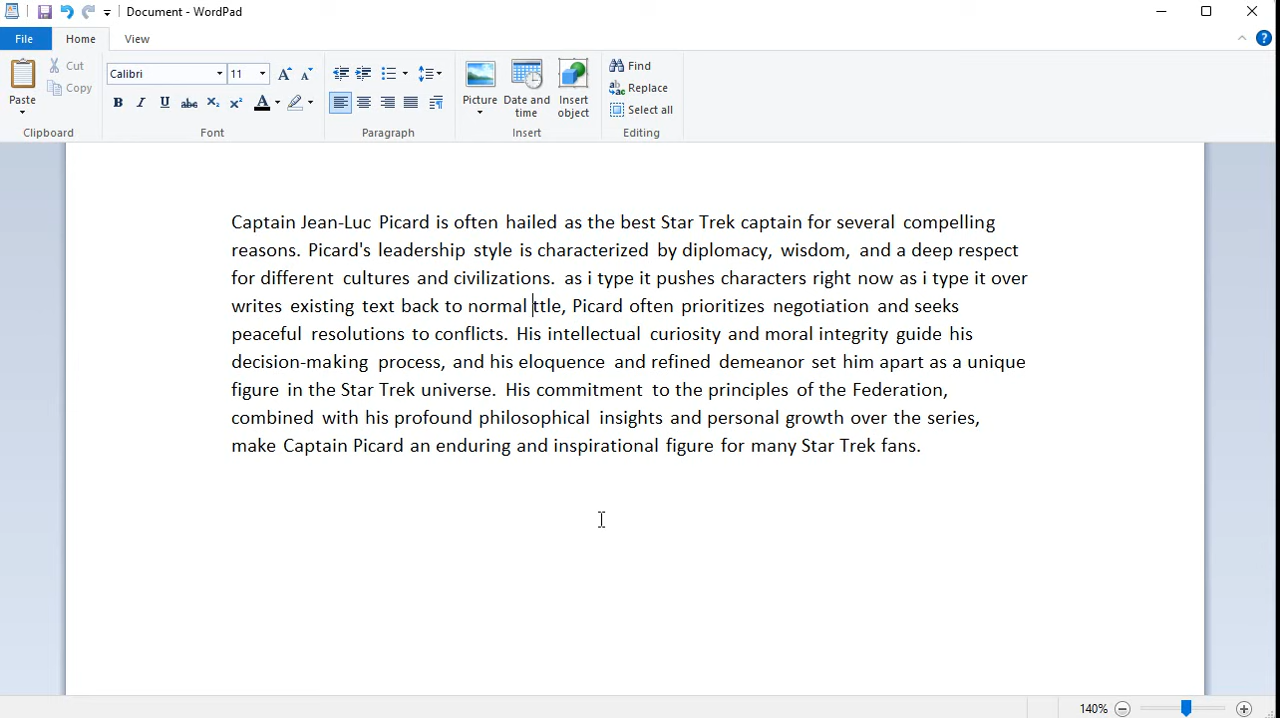 Document - WordPad
File Home View
Paste
Cut
Copy
Clipboard
Calibri 11 A A
B I U abc X₂ X² A
Font
Paragraph
Picture
Date and time
Insert object
Insert
Find
Replace
Select all
Editing
Captain Jean-Luc Picard is often hailed as the best Star Trek captain for several compelling
reasons. Picard's leadership style is characterized by diplomacy, wisdom, and a deep respect
for different cultures and civilizations. as i type it pushes characters right now as i type it over
writes existing text back to normal ttle, Picard often prioritizes negotiation and seeks
peaceful resolutions to conflicts. His intellectual curiosity and moral integrity guide his
decision-making process, and his eloquence and refined demeanor set him apart as a unique
figure in the Star Trek universe. His commitment to the principles of the Federation,
combined with his profound philosophical insights and personal growth over the series,
make Captain Picard an enduring and inspirational figure for many Star Trek fans.
140%